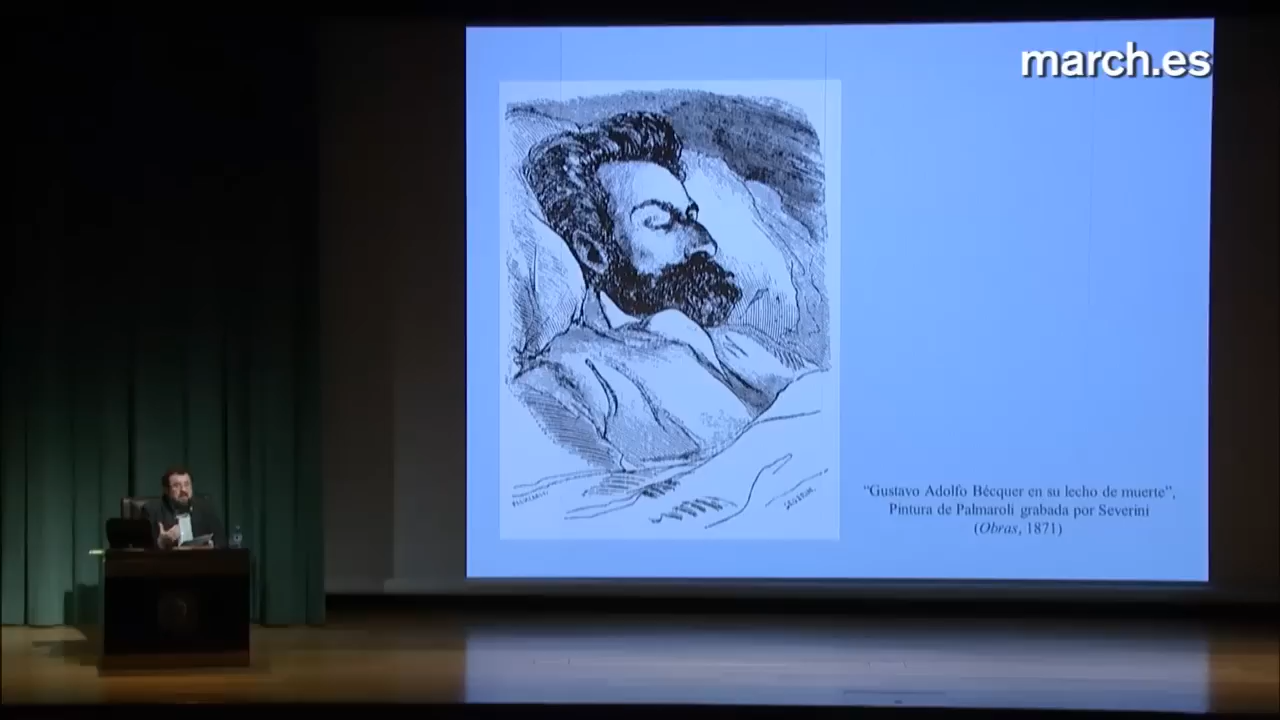 march.es
“Gustavo Adolfo Bécquer en su lecho de muerte”,
Pintura de Palmaroli grabada por Severini
(Obras, 1871)